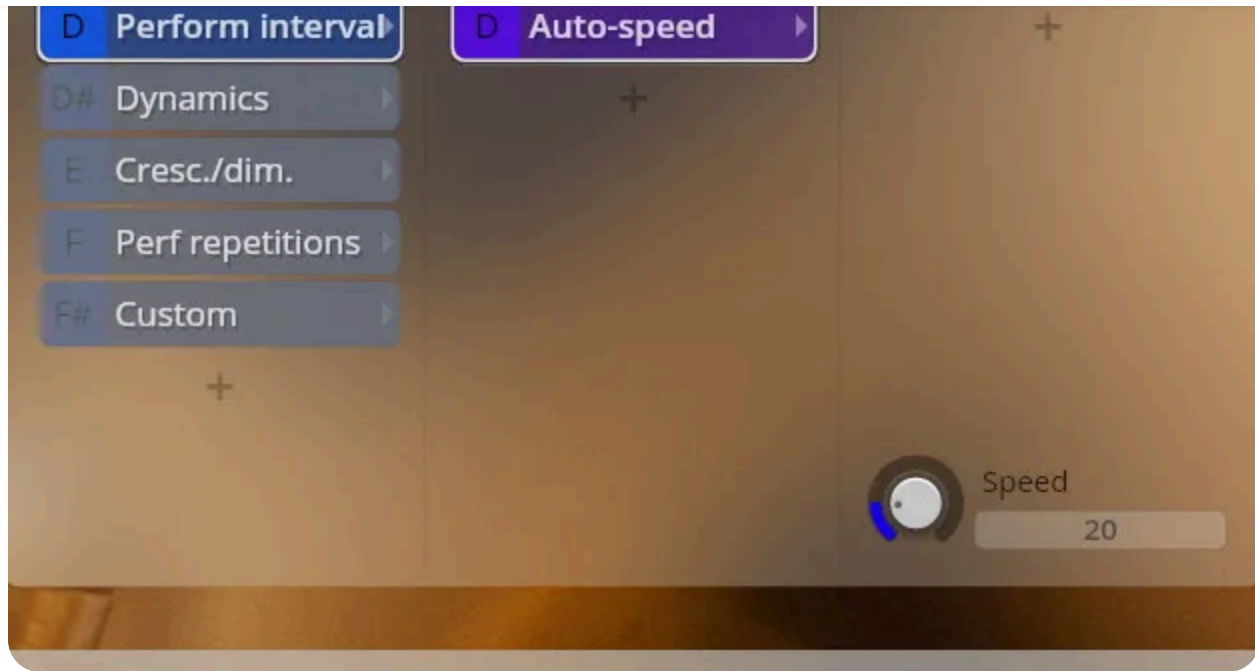 D Perform interval
D Auto-speed
+
D# Dynamics
+
E Cresc./dim.
F Perf repetitions
F# Custom
+
Speed
20